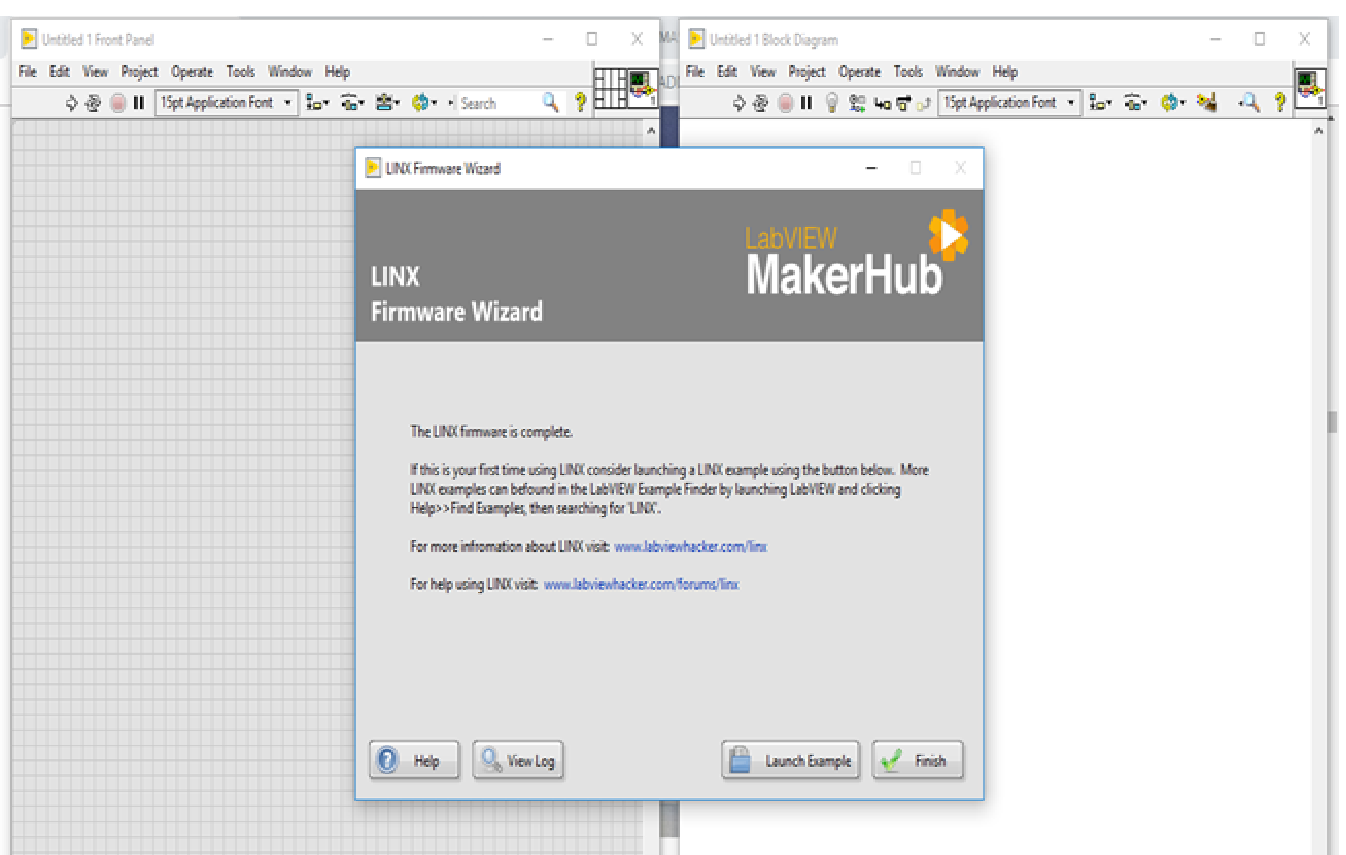 Untitled 1 Front Panel
File Edit View Project Operate Tools Window Help
15pt Application Font
Search
1
Untitled 1 Block Diagram
File Edit View Project Operate Tools Window Help
15pt Application Font
1
LINX Firmware Wizard
LabVIEW
MakerHub
LINX
Firmware Wizard
The LINX firmware is complete.
If this is your first time using LINX consider launching a LINX example using the button below. More
LINX examples can befound in the LabVIEW Example Finder by launching LabVIEW and clicking
Help>>Find Examples, then searching for 'LINX'.
For more infromation about LINX visit: www.labviewhacker.com/linx
For help using LINX visit: www.labviewhacker.com/forums/linx
Help
View Log
Launch Example
Finish